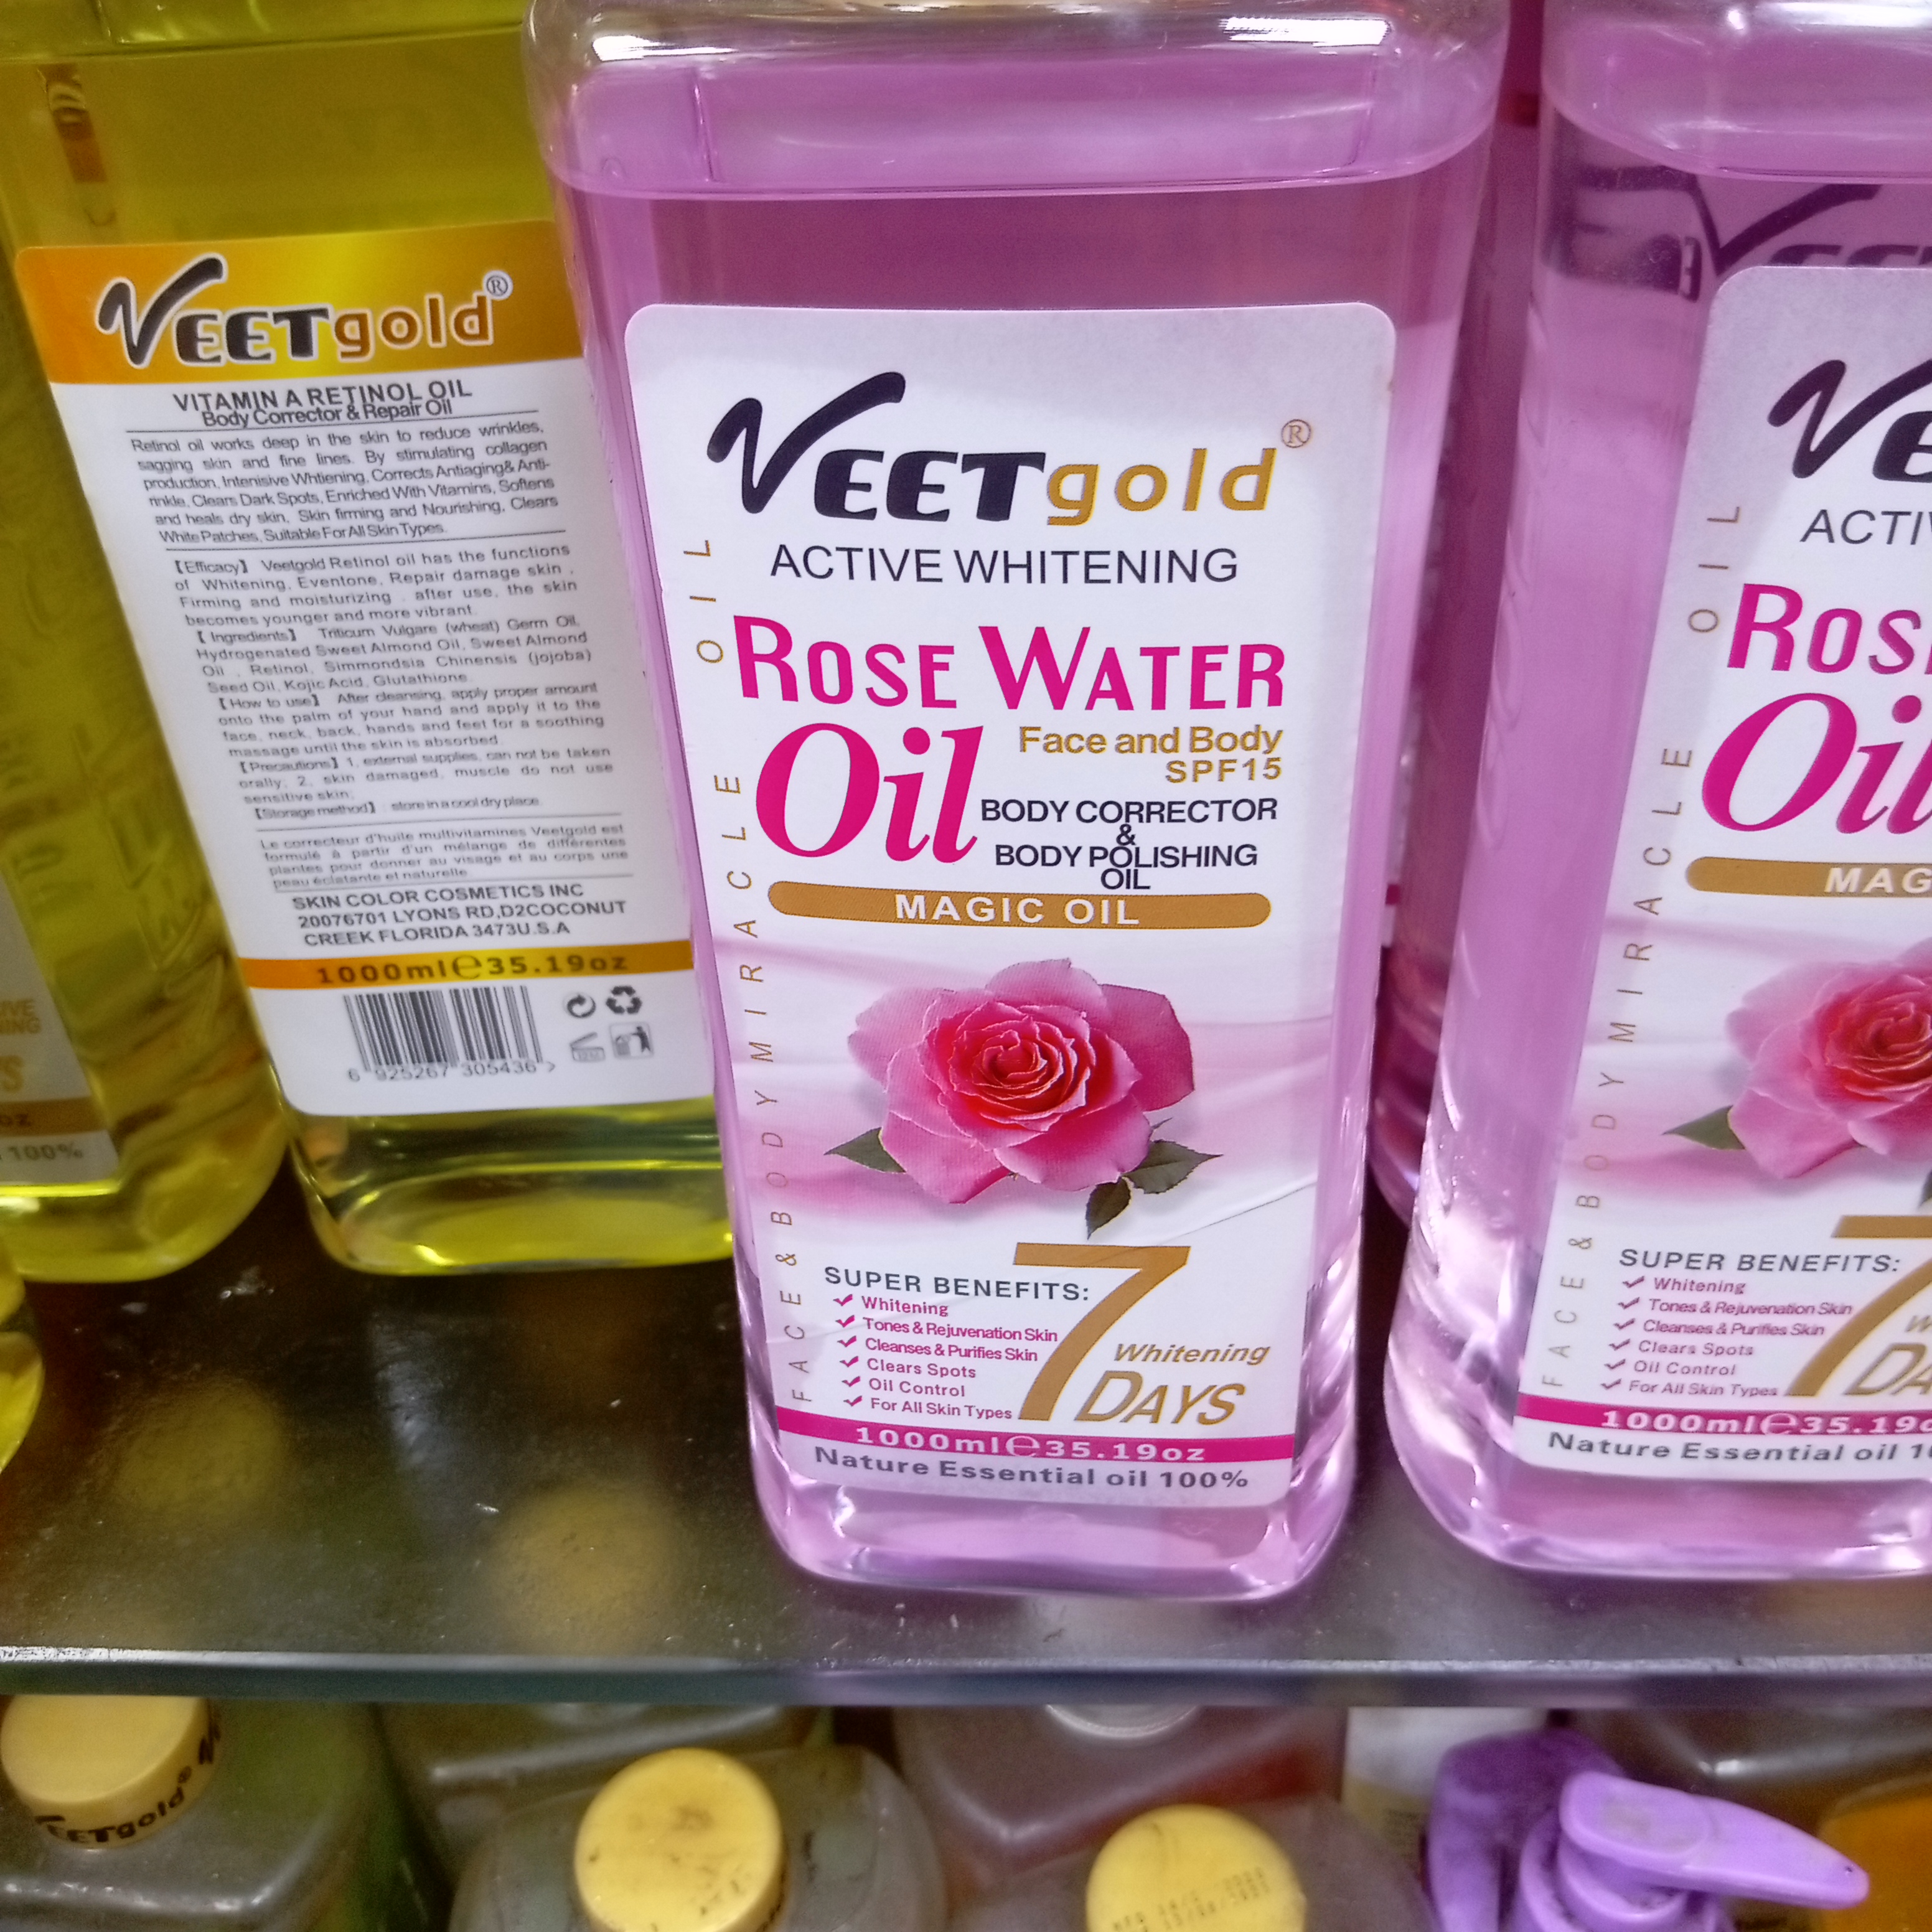 VEETgold®
VITAMIN A RETINOL OIL
Body Corrector & Repair Oil
Retinol oil works deep in the skin to reduce wrinkles,
sagging skin and fine lines. By stimulating collagen
production, Intenisive Whtiening, Corrects Antiaging& Anti-
rinkle, Clears Dark Spots, Enriched With Vitamins, Softens
and heals dry skin, Skin firming and Nourishing, Clears
White Patches, Suitable For All Skin Types.
【Efficacy】 Veetgold Retinol oil has the functions
of Whitening, Eventone, Repair damage skin ,
Firming and moisturizing . after use, the skin
becomes younger and more vibrant.
【Ingredients】 Triticum Vulgare (wheat) Germ Oil,
Hydrogenated Sweet Almond Oil, Sweet Almond
Oil , Retinol, Simmondsia Chinensis (jojoba)
Seed Oil, Kojic Acid, Glutathione
【How to use】 After cleansing, apply proper amount
onto the palm of your hand and apply it to the
face, neck, back, hands and feet for a soothing
massage until the skin is absorbed
【Precautions】 1, external supplies, can not be taken
orally; 2, skin damaged, muscle do not use
sensitive skin;
【Storage method】 store in a cool dry place
Le correcteur d'huile multivitamines Veetgold est
formulé à partir d'un mélange de différentes
plantes pour donner au visage et au corps une
peau éclatante et naturelle
SKIN COLOR COSMETICS INC
20076701 LYONS RD,D2COCONUT
CREEK FLORIDA 3473U.S.A
1000ml℮35.19oz
6 925267 305436 >
100%
VEETgold®
ACTIVE WHITENING
ROSE WATER
Oil
Face and Body
SPF15
BODY CORRECTOR
&
BODY POLISHING
OIL
MAGIC OIL
FACE & BODY MIRACLE OIL
SUPER BENEFITS:
Whitening
Tones & Rejuvenation Skin
Cleanses & Purifies Skin
Clears Spots
Oil Control
For All Skin Types
7
Whitening
DAYS
1000ml℮35.19oz
Nature Essential oil 100%
Oil
FACE & BODY MIRACLE OIL
SUPER BENEFITS:
Whitening
Tones & Rejuvenation Skin
Cleanses & Purifies Skin
Clears Spots
Oil Control
For All Skin Types
7
1000ml℮35.19
Nature Essential oil
VEETgold®